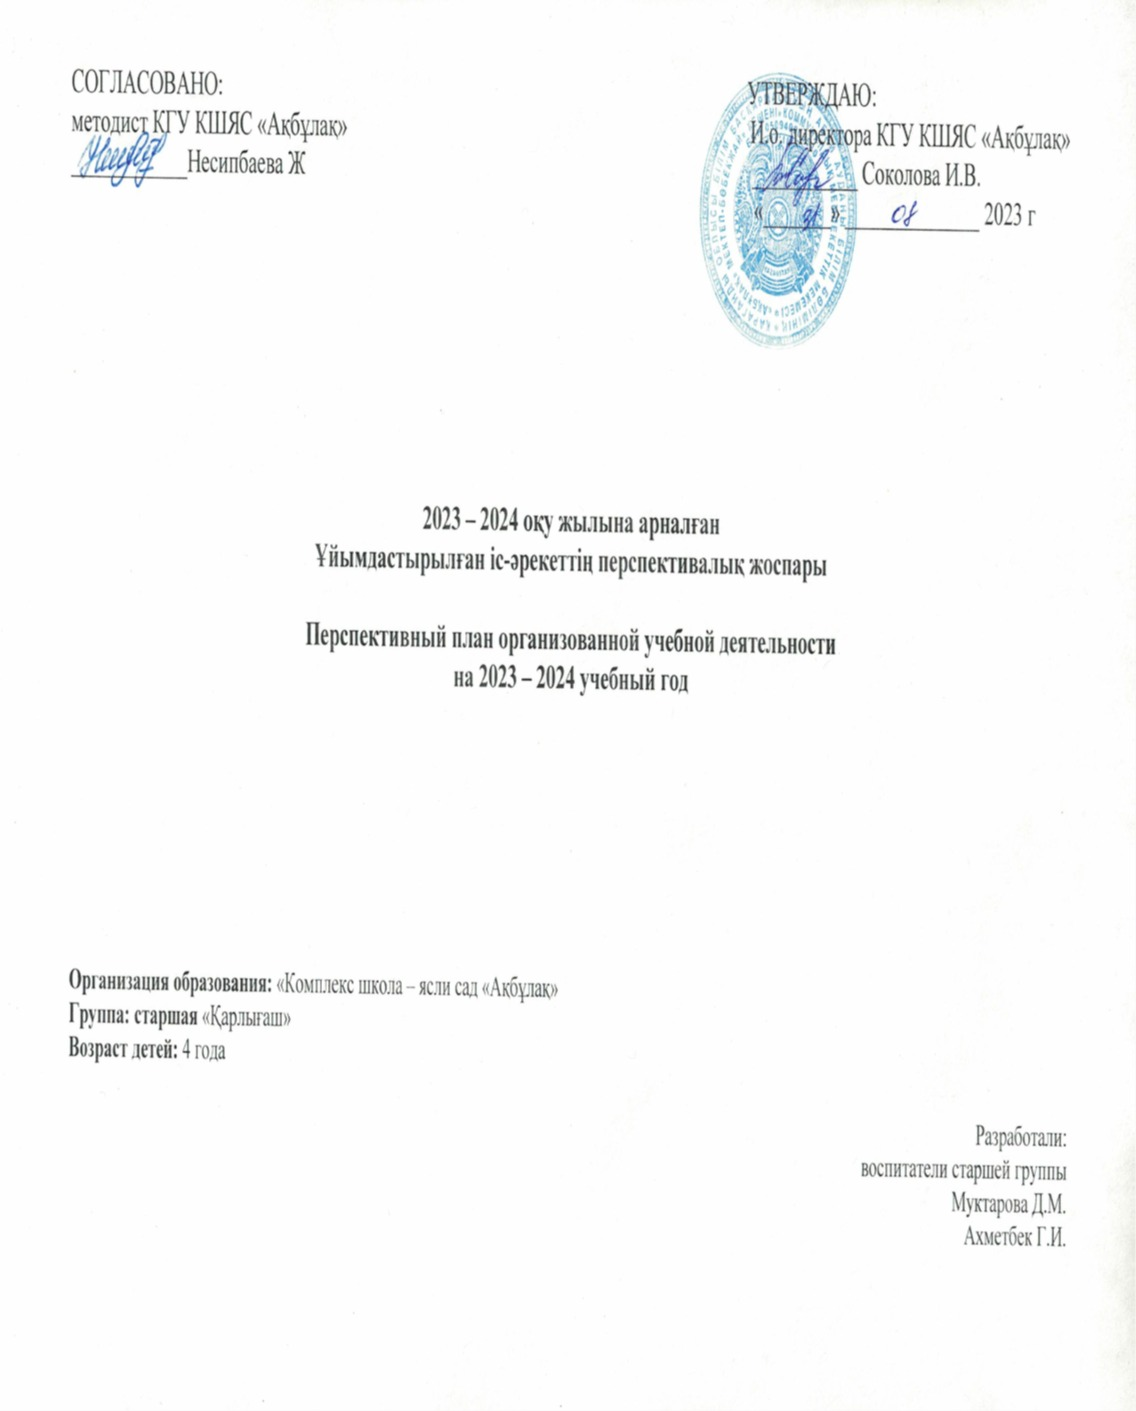 СОГЛАСОВАНО:
методист КГУ КШЯС «Ақбұлақ»
Несипбаева Ж
УТВЕРЖДАЮ:
И.о. директора КГУ КШЯС «Ақбұлақ»
Соколова И.В.
« 31 » 08 2023 г
2023 – 2024 оқу жылына арналған
Ұйымдастырылған іс-әрекеттің перспективалық жоспары
Перспективный план организованной учебной деятельности
на 2023 – 2024 учебный год
Организация образования: «Комплекс школа – ясли сад «Ақбұлақ»
Группа: старшая «Қарлығаш»
Возраст детей: 4 года
Разработали:
воспитатели старшей группы
Муктарова Д.М.
Ахметбек Г.И.